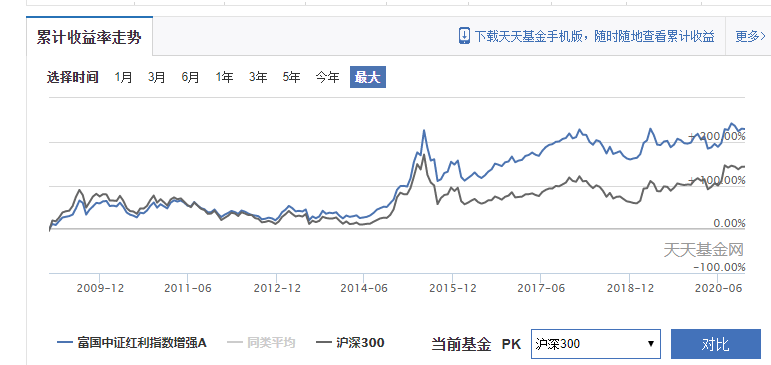 累计收益率走势 下载天天基金手机版，随时随地查看累计收益 更多>
选择时间 1月 3月 6月 1年 3年 5年 今年 最大
+200.00%
+100.00%
0.00%
天天基金网
-100.00%
2009-12 2011-06 2012-12 2014-06 2015-12 2017-06 2018-12 2020-06
富国中证红利指数增强A 同类平均 沪深300 当前基金 PK 沪深300 对比